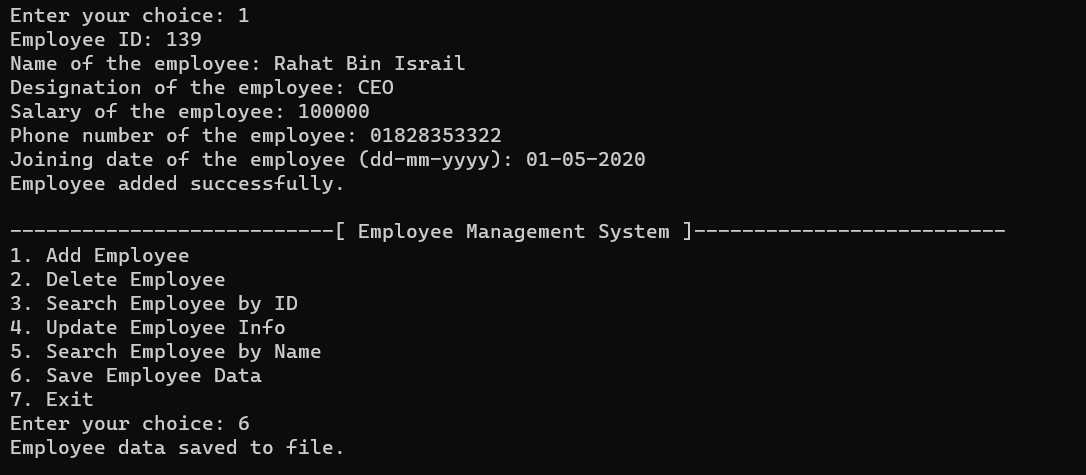 Enter your choice: 1
Employee ID: 139
Name of the employee: Rahat Bin Israil
Designation of the employee: CEO
Salary of the employee: 100000
Phone number of the employee: 01828353322
Joining date of the employee (dd-mm-yyyy): 01-05-2020
Employee added successfully.

---------------------------[ Employee Management System ]--------------------------
1. Add Employee
2. Delete Employee
3. Search Employee by ID
4. Update Employee Info
5. Search Employee by Name
6. Save Employee Data
7. Exit
Enter your choice: 6
Employee data saved to file.